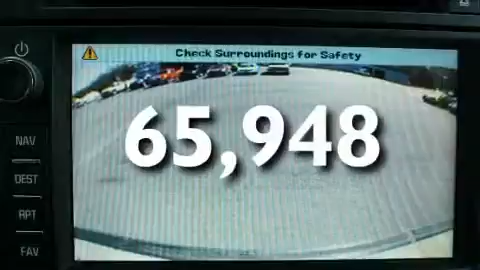 Check Surroundings for Safety
65,948
NAV
DEST
RPT
FAV